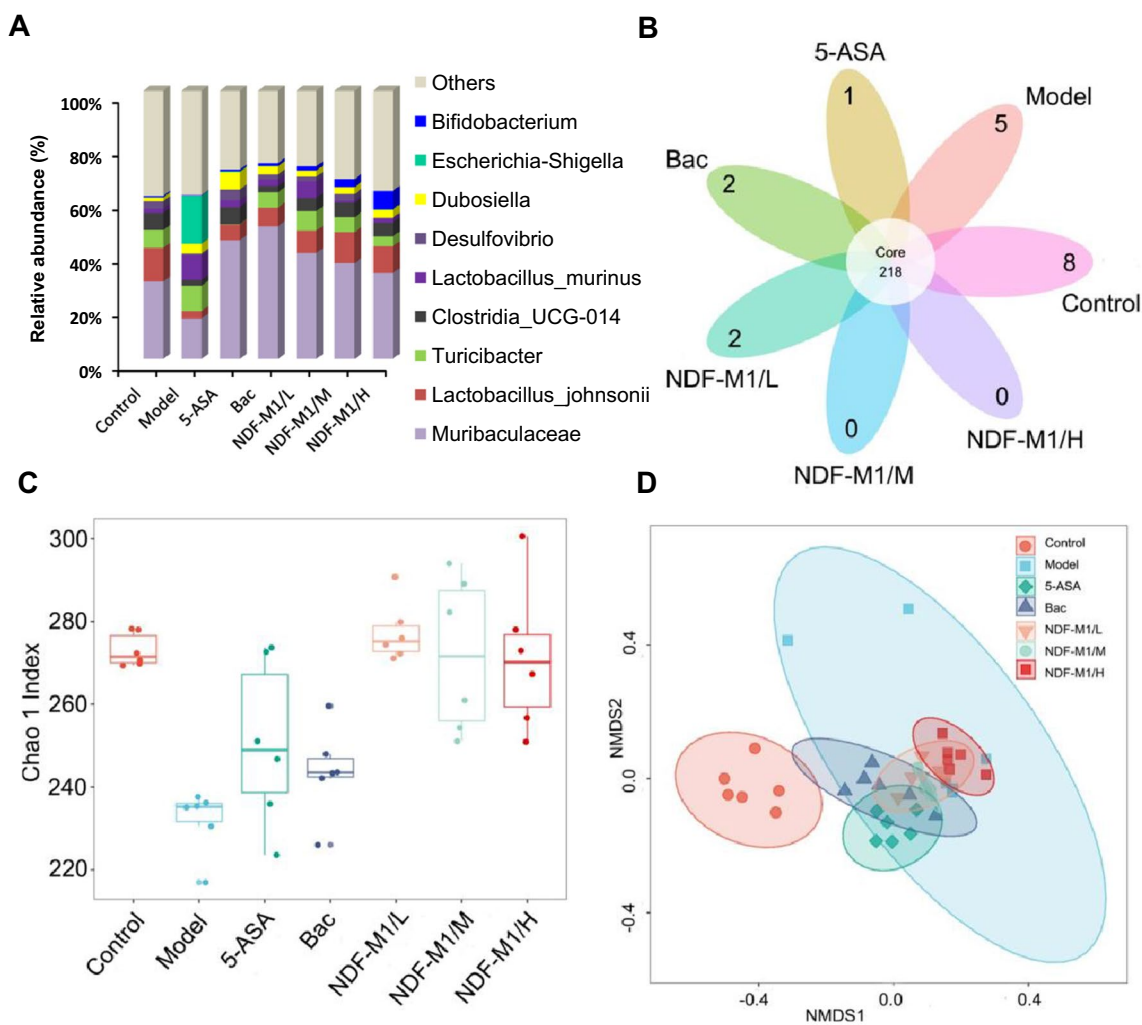 A
Relative abundance (%)
100%
80%
60%
40%
20%
0%
Control
Model
5-ASA
Bac
NDF-M1/L
NDF-M1/M
NDF-M1/H
Others
Bifidobacterium
Escherichia-Shigella
Dubosiella
Desulfovibrio
Lactobacillus_murinus
Clostridia_UCG-014
Turicibacter
Lactobacillus_johnsonii
Muribaculaceae
B
5-ASA
1
Model
5
Bac
2
Core
218
8
Control
2
NDF-M1/L
0
NDF-M1/H
0
NDF-M1/M
C
Chao 1 Index
300
280
260
240
220
Control
Model
5-ASA
Bac
NDF-M1/L
NDF-M1/M
NDF-M1/H
D
Control
Model
5-ASA
Bac
NDF-M1/L
NDF-M1/M
NDF-M1/H
NMDS2
0.4
0.0
-0.4
-0.4
0.0
0.4
NMDS1